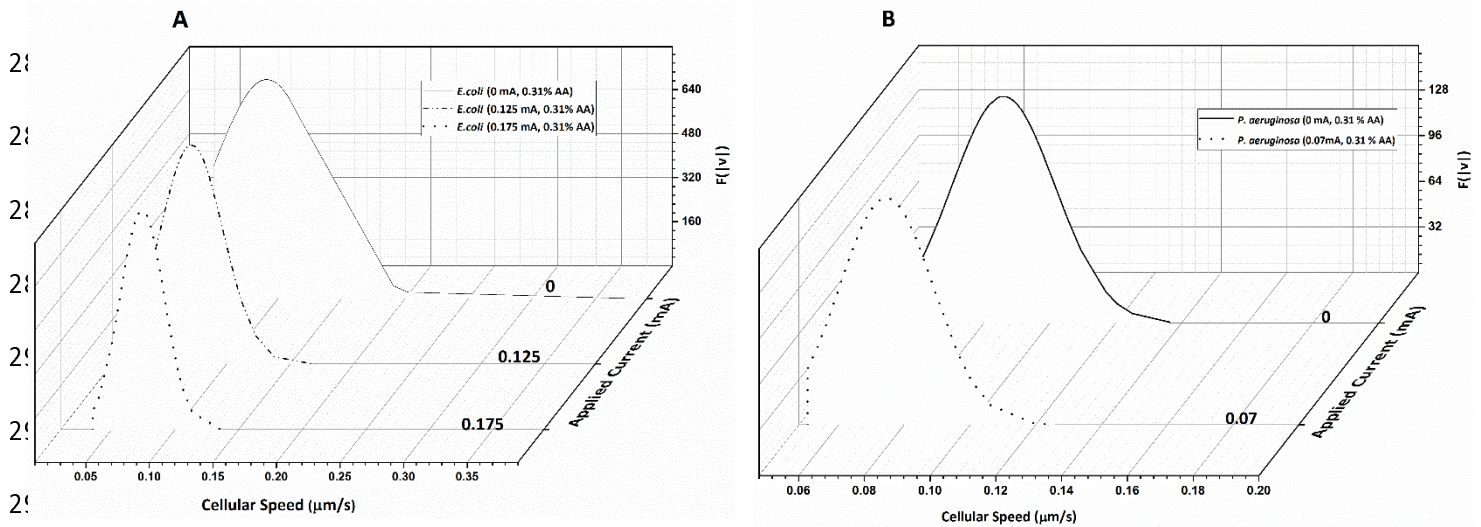 A
640
480
320
160
F(|v|)
E.coli (0 mA, 0.31% AA)
E.coli (0.125 mA, 0.31% AA)
E.coli (0.175 mA, 0.31% AA)
0
0.125
0.175
Applied Current (mA)
0.05 0.10 0.15 0.20 0.25 0.30 0.35
Cellular Speed (µm/s)
B
128
96
64
32
F(|v|)
P. aeruginosa (0 mA, 0.31 % AA)
P. aeruginosa (0.07mA, 0.31 % AA)
0
0.07
Applied Current (mA)
0.06 0.08 0.10 0.12 0.14 0.16 0.18 0.20
Cellular Speed (µm/s)